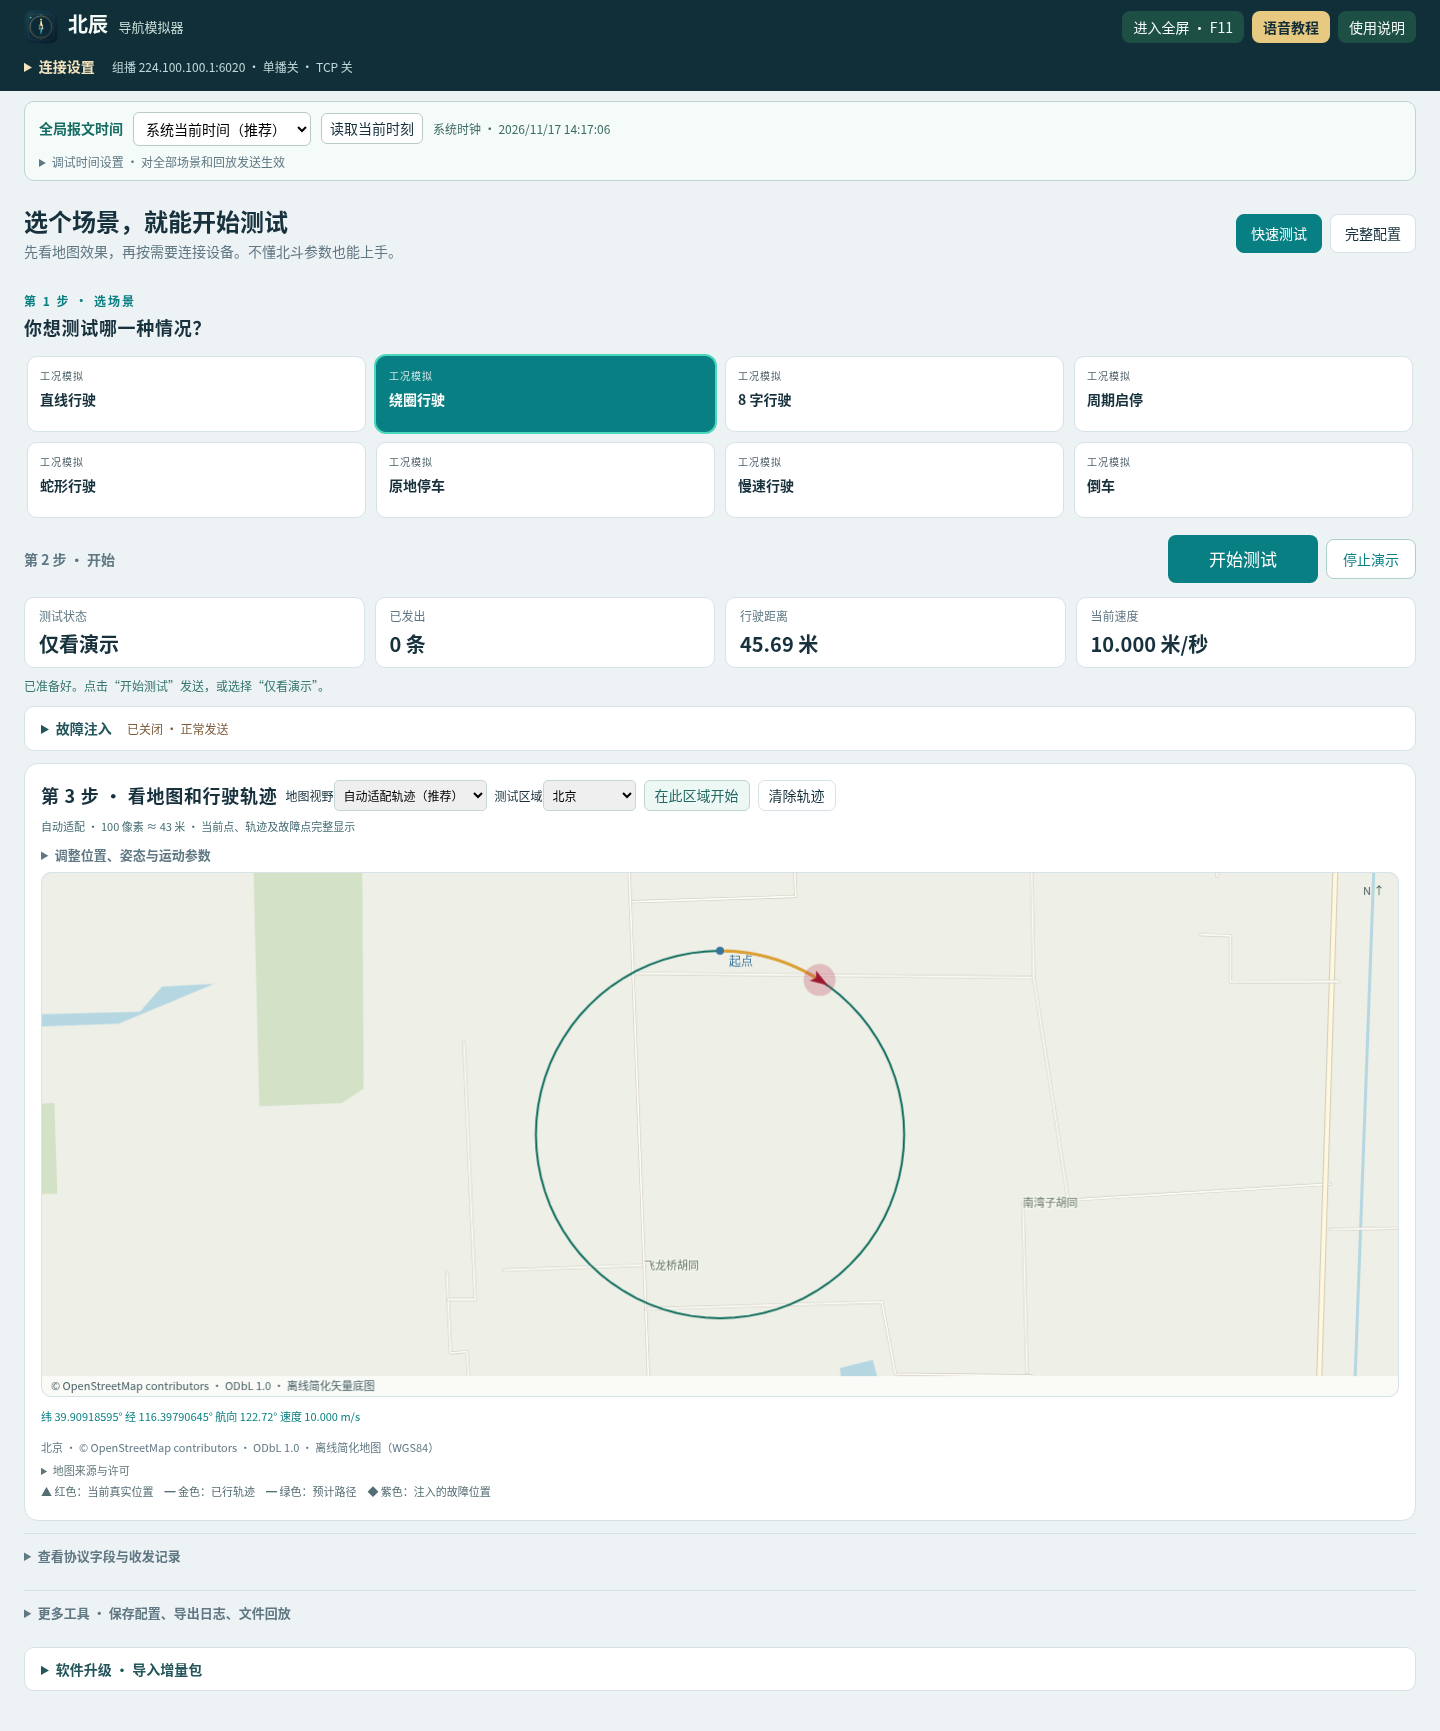 北辰 导航模拟器
进入全屏 · F11 语音教程 使用说明
▶ 连接设置 组播 224.100.100.1:6020 · 单播关 · TCP 关
全局报文时间 系统当前时间（推荐） 读取当前时刻 系统时钟 · 2026/11/17 14:17:06
▶ 调试时间设置 · 对全部场景和回放发送生效
选个场景，就能开始测试
先看地图效果，再按需要连接设备。不懂北斗参数也能上手。
快速测试 完整配置
第 1 步 · 选场景
你想测试哪一种情况？
工况模拟 工况模拟 工况模拟 工况模拟
直线行驶 绕圈行驶 8 字行驶 周期启停
工况模拟 工况模拟 工况模拟 工况模拟
蛇形行驶 原地停车 慢速行驶 倒车
第 2 步 · 开始 开始测试 停止演示
测试状态 已发出 行驶距离 当前速度
仅看演示 0 条 45.69 米 10.000 米/秒
已准备好。点击“开始测试”发送，或选择“仅看演示”。
▶ 故障注入 已关闭 · 正常发送
第 3 步 · 看地图和行驶轨迹 地图视野 自动适配轨迹（推荐） 测试区域 北京 在此区域开始 清除轨迹
自动适配 · 100 像素 ≈ 43 米 · 当前点、轨迹及故障点完整显示
▶ 调整位置、姿态与运动参数
N ↑
起点
南湾子胡同
飞龙桥胡同
© OpenStreetMap contributors · ODbL 1.0 · 离线简化矢量底图
纬 39.90918595° 经 116.39790645° 航向 122.72° 速度 10.000 m/s
北京 · © OpenStreetMap contributors · ODbL 1.0 · 离线简化地图（WGS84）
▶ 地图来源与许可
▲ 红色：当前真实位置 — 金色：已行轨迹 — 绿色：预计路径 ◆ 紫色：注入的故障位置
▶ 查看协议字段与收发记录
▶ 更多工具 · 保存配置、导出日志、文件回放
▶ 软件升级 · 导入增量包